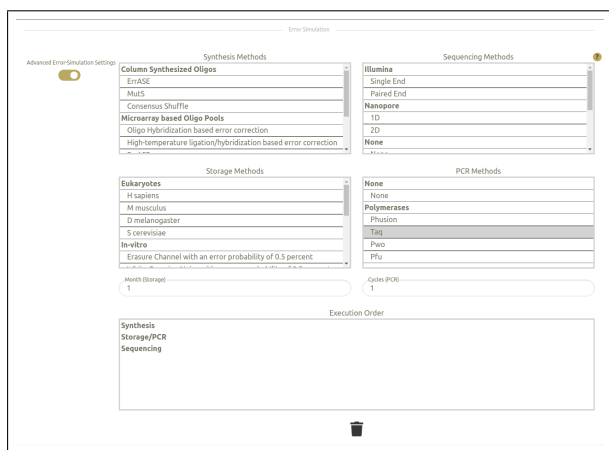 Error Simulation
Advanced Error-Simulation Settings
Synthesis Methods
Column Synthesized Oligos
ErrASE
MutS
Consensus Shuffle
Microarray based Oligo Pools
Oligo Hybridization based error correction
High-temperature ligation/hybridization based error correction
Sequencing Methods
?
Illumina
Single End
Paired End
Nanopore
1D
2D
None
None
Storage Methods
Eukaryotes
H sapiens
M musculus
D melanogaster
S cerevisiae
In-vitro
Erasure Channel with an error probability of 0.5 percent
PCR Methods
None
None
Polymerases
Phusion
Taq
Pwo
Pfu
Month (Storage)
1
Cycles (PCR)
1
Execution Order
Synthesis
Storage/PCR
Sequencing